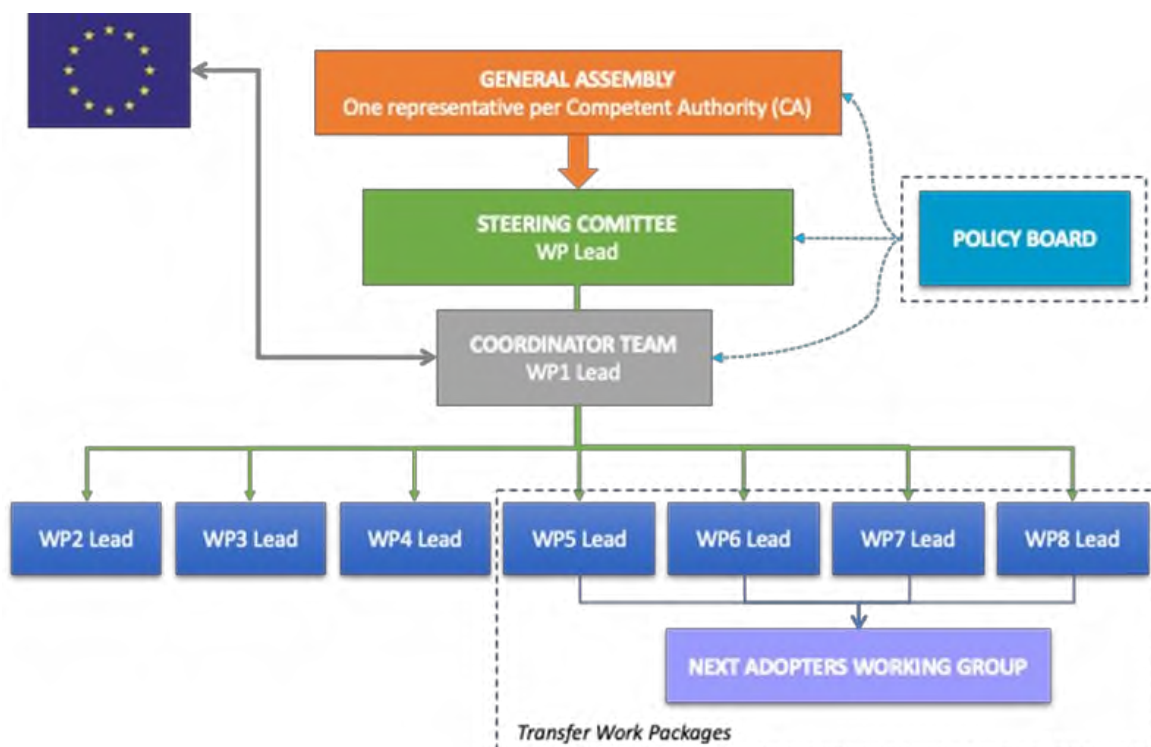 GENERAL ASSEMBLY
One representative per Competent Authority (CA)
STEERING COMITTEE
WP Lead
POLICY BOARD
COORDINATOR TEAM
WP1 Lead
WP2 Lead
WP3 Lead
WP4 Lead
WP5 Lead
WP6 Lead
WP7 Lead
WP8 Lead
NEXT ADOPTERS WORKING GROUP
Transfer Work Packages